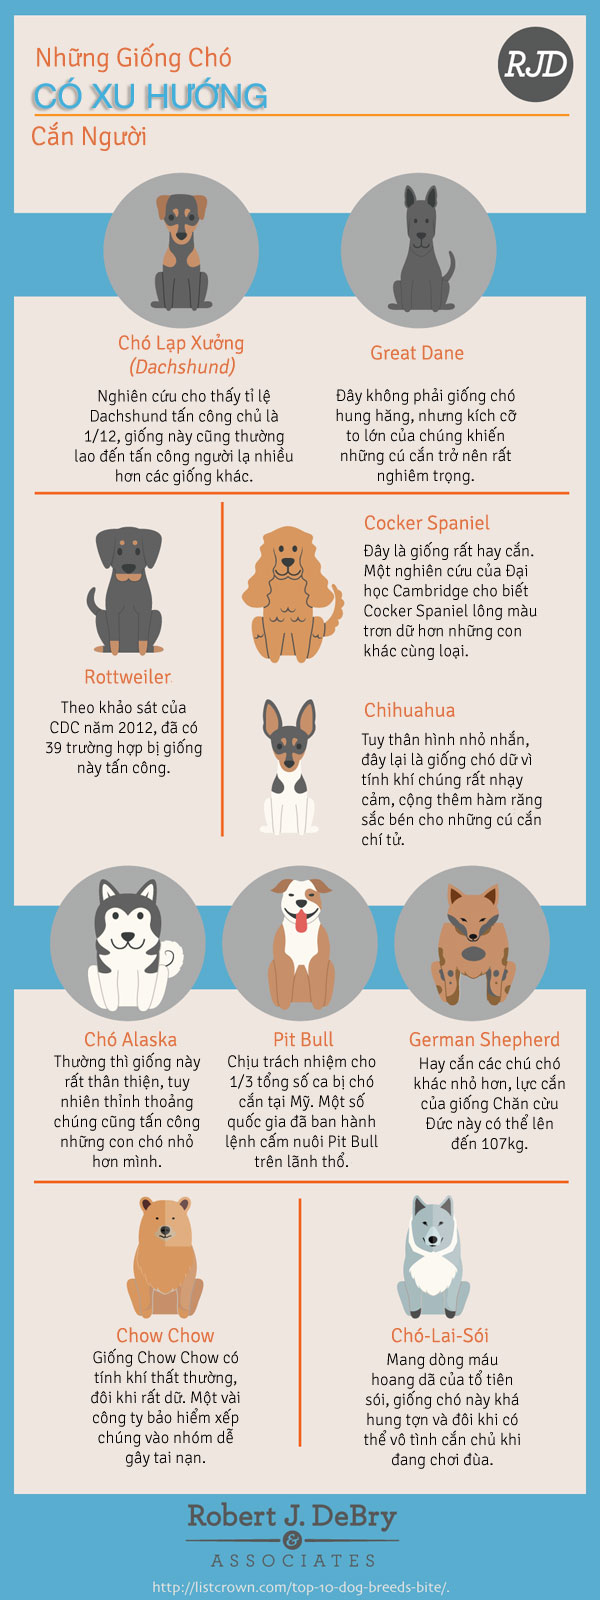 Những Giống Chó
RJD
CÓ XU HƯỚNG
Cắn Người
Chó Lạp Xưởng
(Dachshund)
Nghiên cứu cho thấy tỉ lệ
Dachshund tấn công chủ là
1/12, giống này cũng thường
lao đến tấn công người lạ nhiều
hơn các giống khác.
Great Dane
Đây không phải giống chó
hung hăng, nhưng kích cỡ
to lớn của chúng khiến
những cú cắn trở nên rất
nghiêm trọng.
Rottweiler
Theo khảo sát của
CDC năm 2012, đã có
39 trường hợp bị giống
này tấn công.
Cocker Spaniel
Đây là giống rất hay cắn.
Một nghiên cứu của Đại
học Cambridge cho biết
Cocker Spaniel lông màu
trơn dữ hơn những con
khác cùng loại.
Chihuahua
Tuy thân hình nhỏ nhắn,
đây lại là giống chó dữ vì
tính khí chúng rất nhạy
cảm, cộng thêm hàm răng
sắc bén cho những cú cắn
chí tử.
Chó Alaska
Thường thì giống này
rất thân thiện, tuy
nhiên thỉnh thoảng
chúng cũng tấn công
những con chó nhỏ
hơn mình.
Pit Bull
Chịu trách nhiệm cho
1/3 tổng số ca bị chó
cắn tại Mỹ. Một số
quốc gia đã ban hành
lệnh cấm nuôi Pit Bull
trên lãnh thổ.
German Shepherd
Hay cắn các chú chó
khác nhỏ hơn, lực cắn
của giống Chăn cừu
Đức này có thể lên
đến 107kg.
Chow Chow
Giống Chow Chow có
tính khí thất thường,
đôi khi rất dữ. Một vài
công ty bảo hiểm xếp
chúng vào nhóm dễ
gây tai nạn.
Chó-Lai-Sói
Mang dòng máu
hoang dã của tổ tiên
sói, giống chó này khá
hung tợn và đôi khi có
thể vô tình cắn chủ khi
đang chơi đùa.
Robert J. DeBry
&
ASSOCIATES
http://listcrown.com/top-10-dog-breeds-bite/.